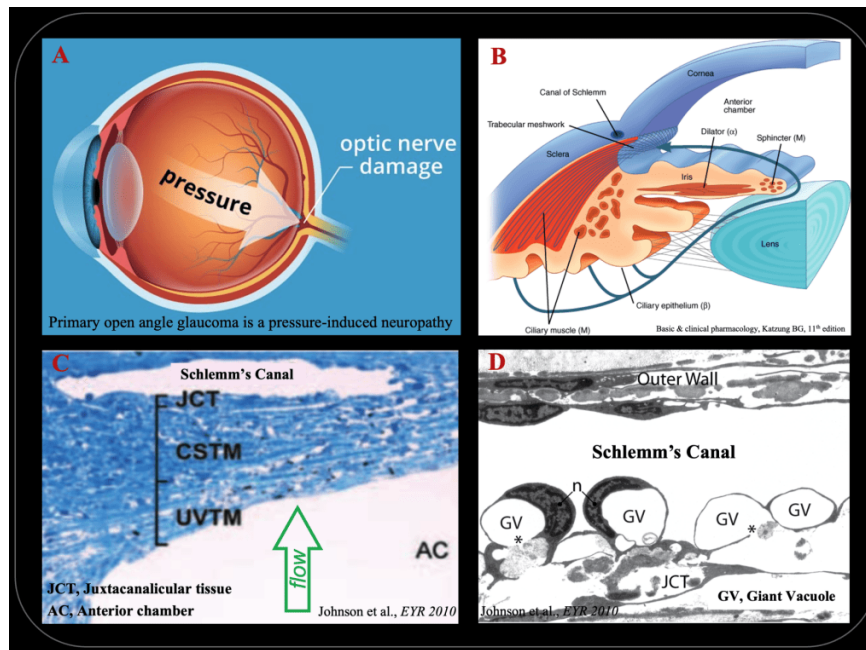 A
optic nerve
damage
pressure
Primary open angle glaucoma is a pressure-induced neuropathy
B
Cornea
Canal of Schlemm
Anterior
chamber
Trabecular meshwork
Dilator (α)
Sphincter (M)
Sclera
Iris
Lens
Ciliary epithelium (β)
Ciliary muscle (M)
Basic & clinical pharmacology, Katzung BG, 11th edition
C
Schlemm's Canal
JCT
CSTM
UVTM
flow
AC
JCT, Juxtacanalicular tissue
AC, Anterior chamber
Johnson et al., EYR 2010
D
Outer Wall
Schlemm's Canal
n
GV
GV
GV
GV
*
*
JCT
GV, Giant Vacuole
Johnson et al., EYR 2010